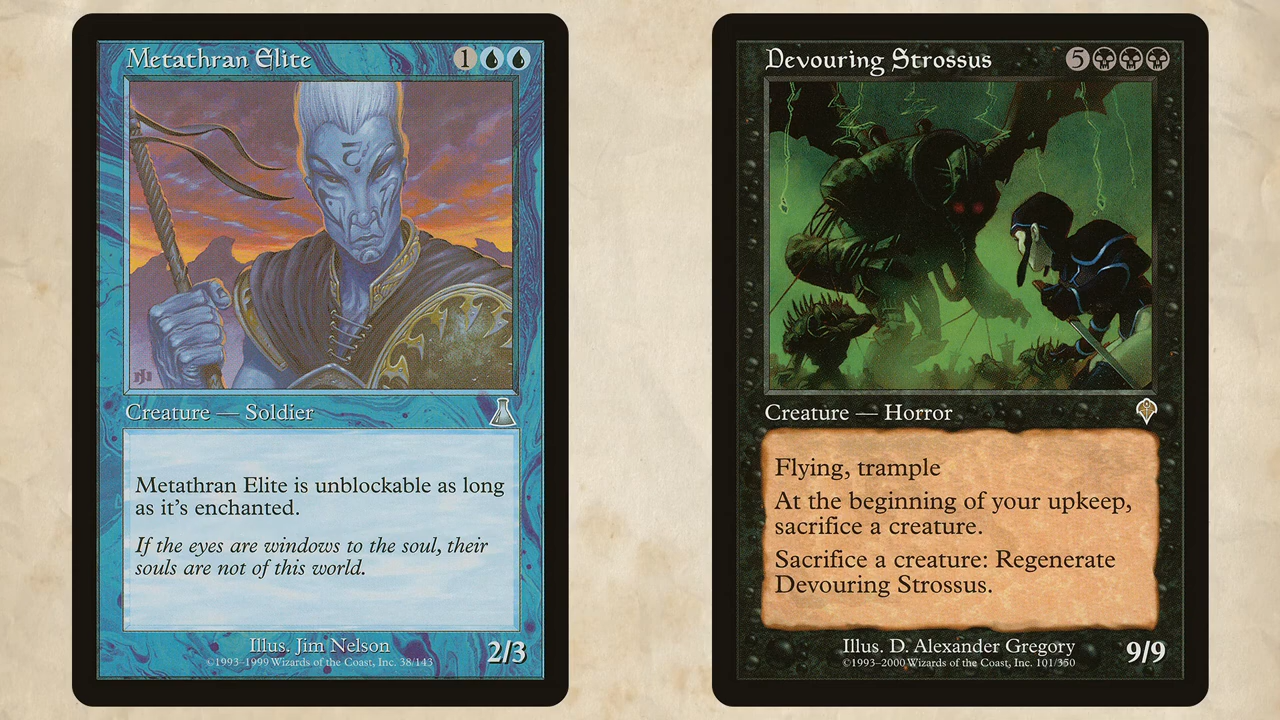 Metathran Elite 1
Creature — Soldier
Metathran Elite is unblockable as long
as it's enchanted.
If the eyes are windows to the soul, their
souls are not of this world.
Illus. Jim Nelson
©1993-1999 Wizards of the Coast, Inc. 38/143
2/3
Devouring Strossus 5
Creature — Horror
Flying, trample
At the beginning of your upkeep,
sacrifice a creature.
Sacrifice a creature: Regenerate
Devouring Strossus.
Illus. D. Alexander Gregory
©1993–2000 Wizards of the Coast, Inc. 101/350
9/9